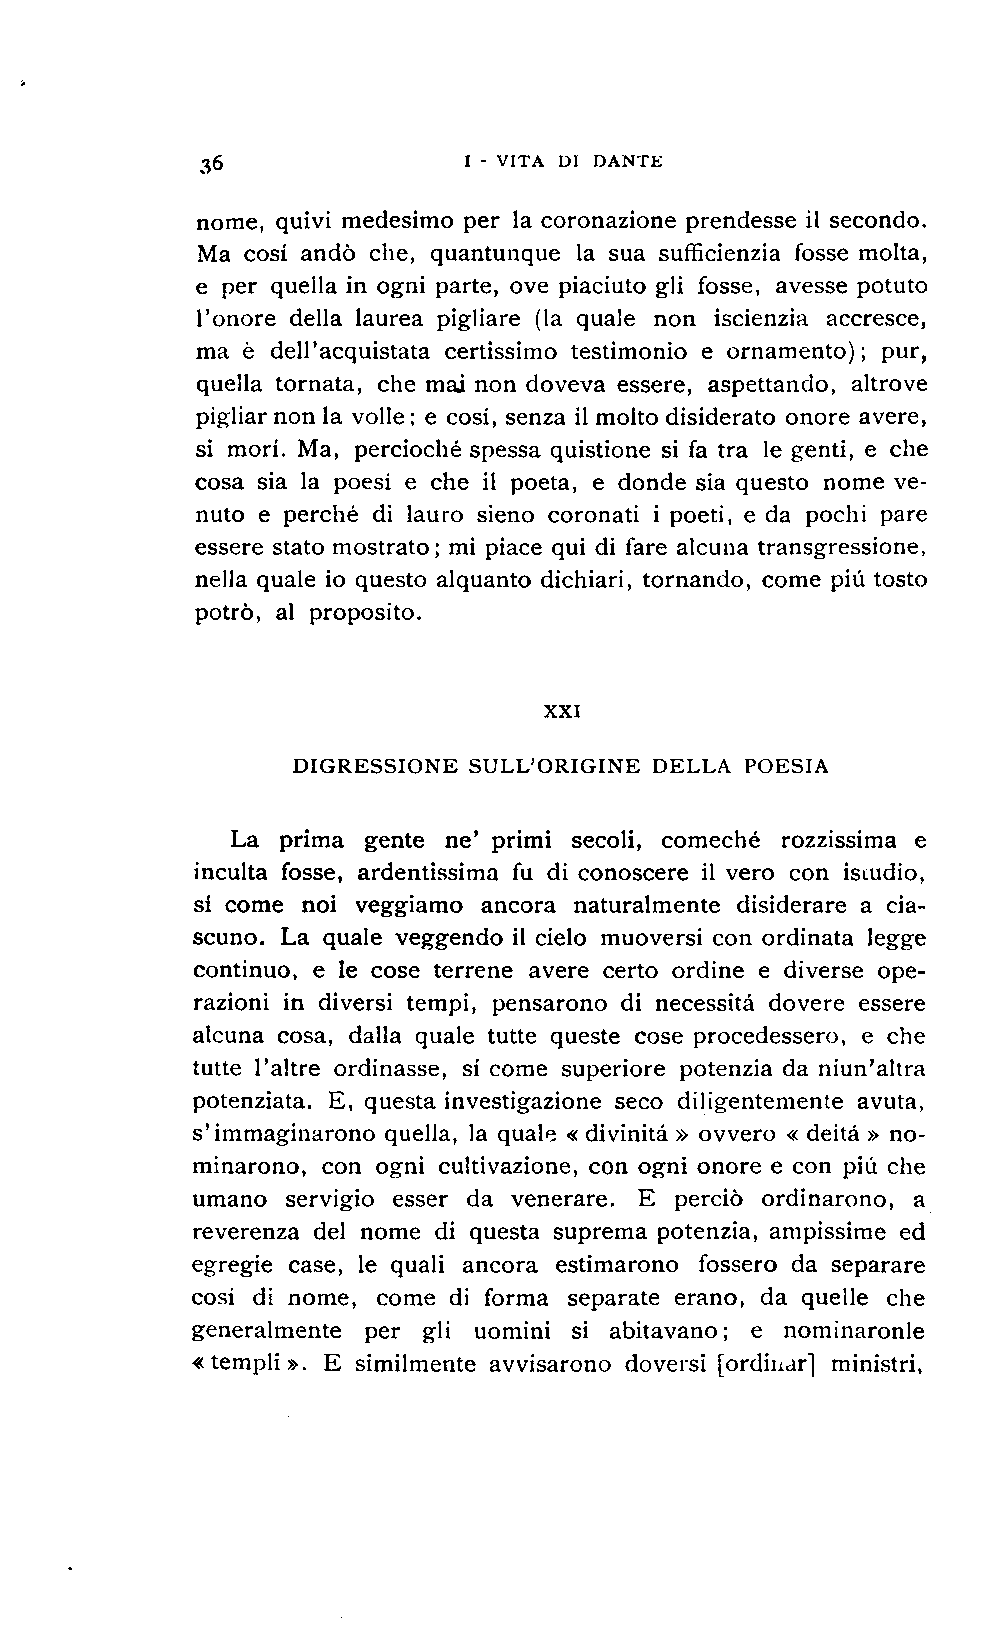 36
I - VITA DI DANTE
nome, quivi medesimo per la coronazione prendesse il secondo.
Ma cosí andò che, quantunque la sua sufficienzia fosse molta,
e per quella in ogni parte, ove piaciuto gli fosse, avesse potuto
l'onore della laurea pigliare (la quale non iscienzia accresce,
ma è dell'acquistata certissimo testimonio e ornamento); pur,
quella tornata, che mai non doveva essere, aspettando, altrove
pigliar non la volle; e cosí, senza il molto disiderato onore avere,
si morí. Ma, percioché spessa quistione si fa tra le genti, e che
cosa sia la poesí e che il poeta, e donde sia questo nome ve-
nuto e perché di lauro sieno coronati i poeti, e da pochi pare
essere stato mostrato; mi piace qui di fare alcuna transgressione,
nella quale io questo alquanto dichiari, tornando, come piú tosto
potrò, al proposito.
XXI
DIGRESSIONE SULL'ORIGINE DELLA POESIA
La prima gente ne' primi secoli, comeché rozzissima e
inculta fosse, ardentissima fu di conoscere il vero con istudio,
sí come noi veggiamo ancora naturalmente disiderare a cia-
scuno. La quale veggendo il cielo muoversi con ordinata legge
continuo, e le cose terrene avere certo ordine e diverse ope-
razioni in diversi tempi, pensarono di necessitá dovere essere
alcuna cosa, dalla quale tutte queste cose procedessero, e che
tutte l'altre ordinasse, sí come superiore potenzia da niun'altra
potenziata. E, questa investigazione seco diligentemente avuta,
s'immaginarono quella, la quale « divinitá » ovvero « deitá » no-
minarono, con ogni cultivazione, con ogni onore e con piú che
umano servigio esser da venerare. E perciò ordinarono, a
reverenza del nome di questa suprema potenzia, ampissime ed
egregie case, le quali ancora estimarono fossero da separare
cosí di nome, come di forma separate erano, da quelle che
generalmente per gli uomini si abitavano; e nominaronle
« templi ». E similmente avvisarono doversi [ordinar] ministri,